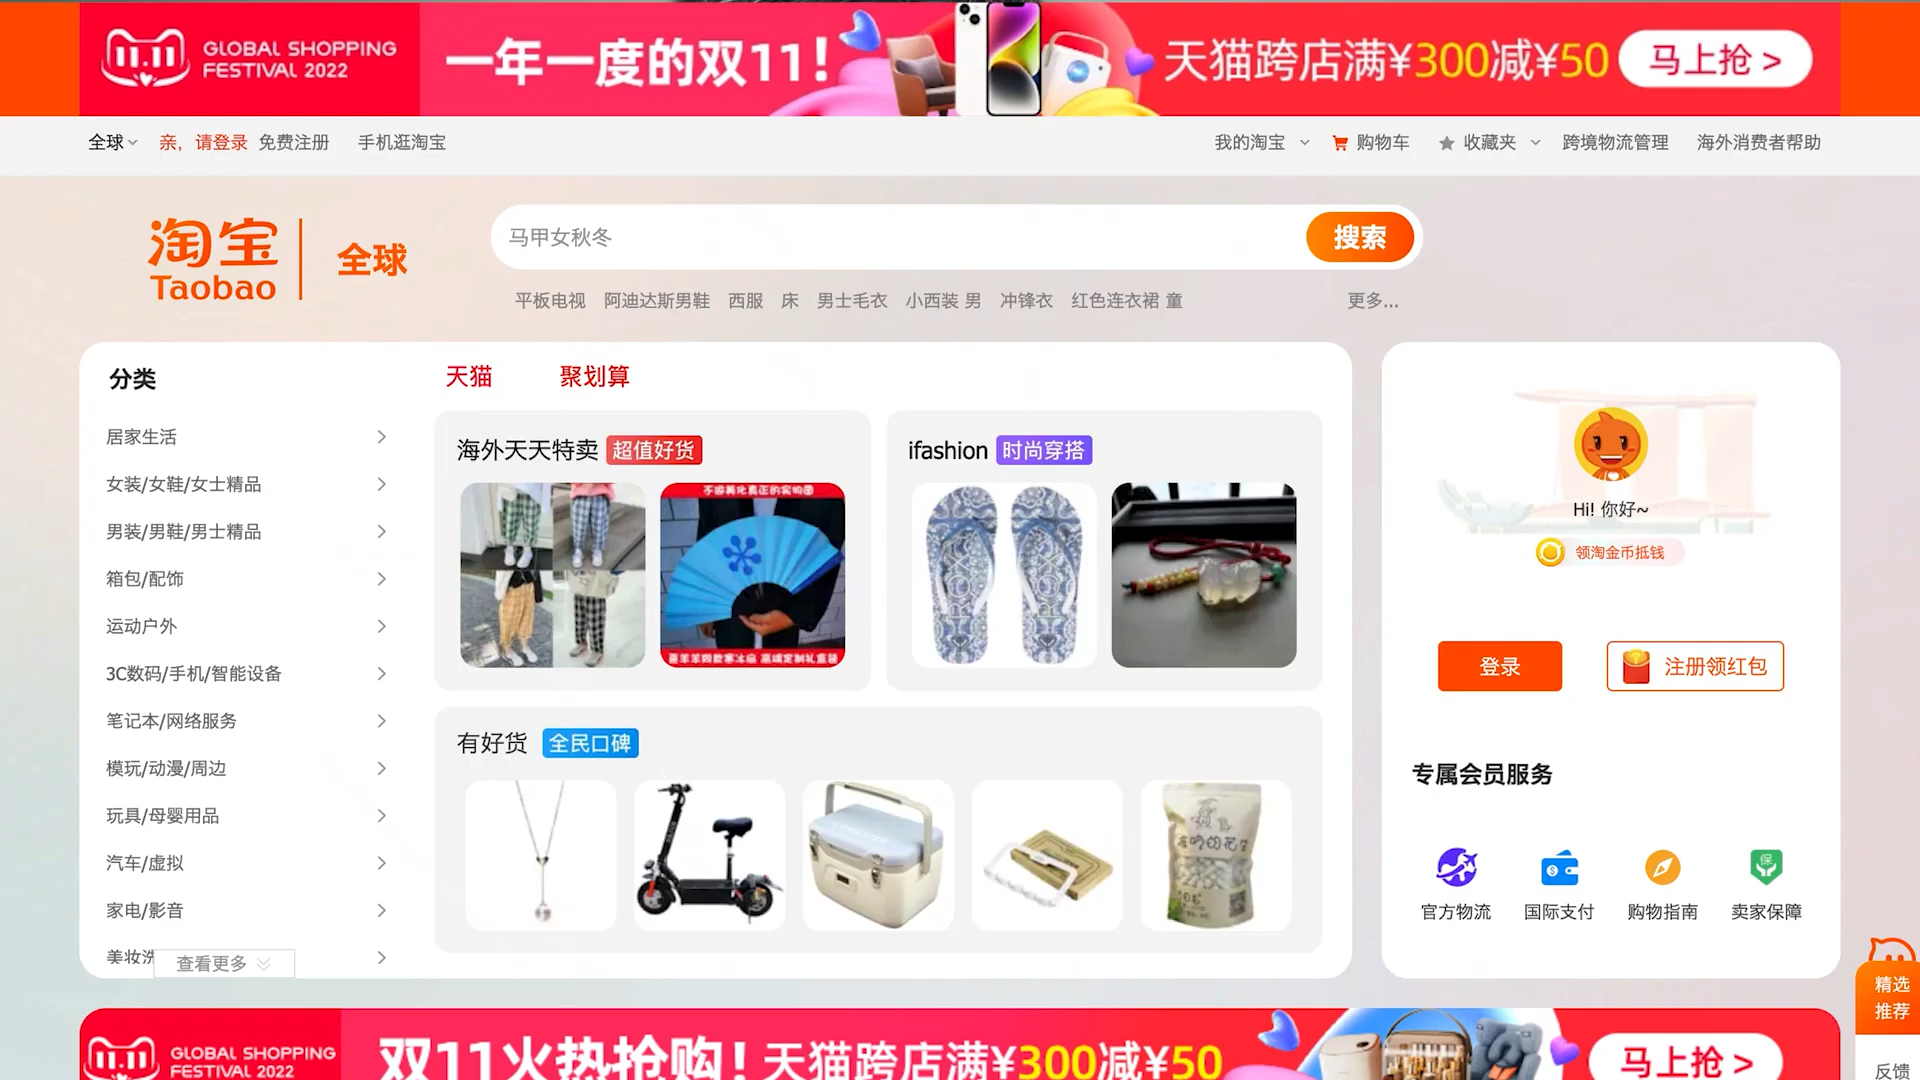 11.11 GLOBAL SHOPPING
FESTIVAL 2022
一年一度的双11！
天猫跨店满¥300减¥50
马上抢 >
全球
亲，请登录
免费注册
手机逛淘宝
我的淘宝
购物车
收藏夹
跨境物流管理
海外消费者帮助
淘宝
Taobao
全球
马甲女秋冬
搜索
平板电视 阿迪达斯男鞋 西服 床 男士毛衣 小西装 男 冲锋衣 红色连衣裙 童
更多...
分类
居家生活
女装/女鞋/女士精品
男装/男鞋/男士精品
箱包/配饰
运动户外
3C数码/手机/智能设备
笔记本/网络服务
模玩/动漫/周边
玩具/母婴用品
汽车/虚拟
家电/影音
美妆
查看更多
天猫
聚划算
海外天天特卖 超值好货
ifashion 时尚穿搭
有好货 全民口碑
Hi! 你好~
领淘金币抵钱
登录
注册领红包
专属会员服务
保
官方物流
国际支付
购物指南
卖家保障
精选
推荐
反馈
11.11 GLOBAL SHOPPING
FESTIVAL 2022
双11火热抢购！天猫跨店满¥300减¥50
马上抢 >